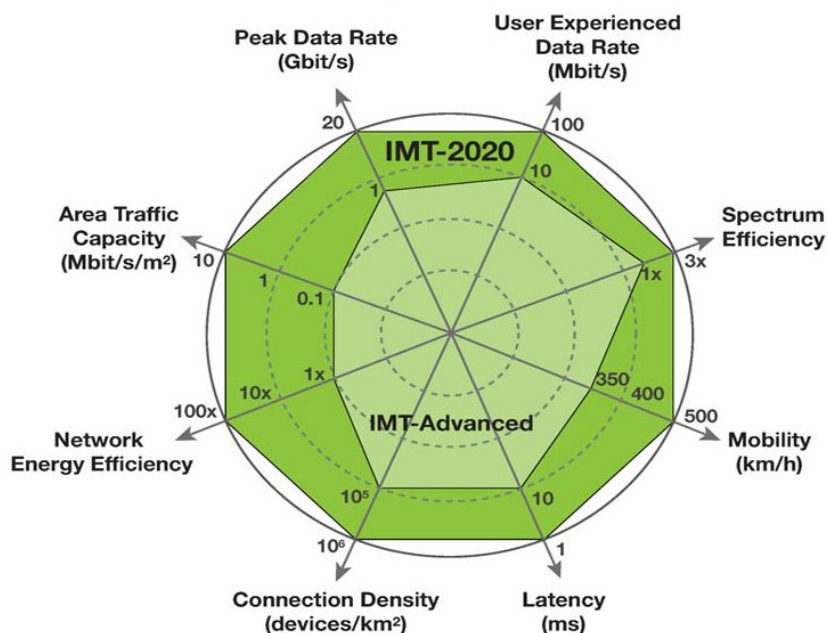 Peak Data Rate
(Gbit/s)
User Experienced
Data Rate
(Mbit/s)
20
100
IMT-2020
1
10
Area Traffic
Capacity
(Mbit/s/m²)
Spectrum
Efficiency
10
1
0.1
1x
3x
1x
10x
100x
350
400
500
Network
Energy Efficiency
IMT-Advanced
Mobility
(km/h)
10⁵
10
10⁶
1
Connection Density
(devices/km²)
Latency
(ms)